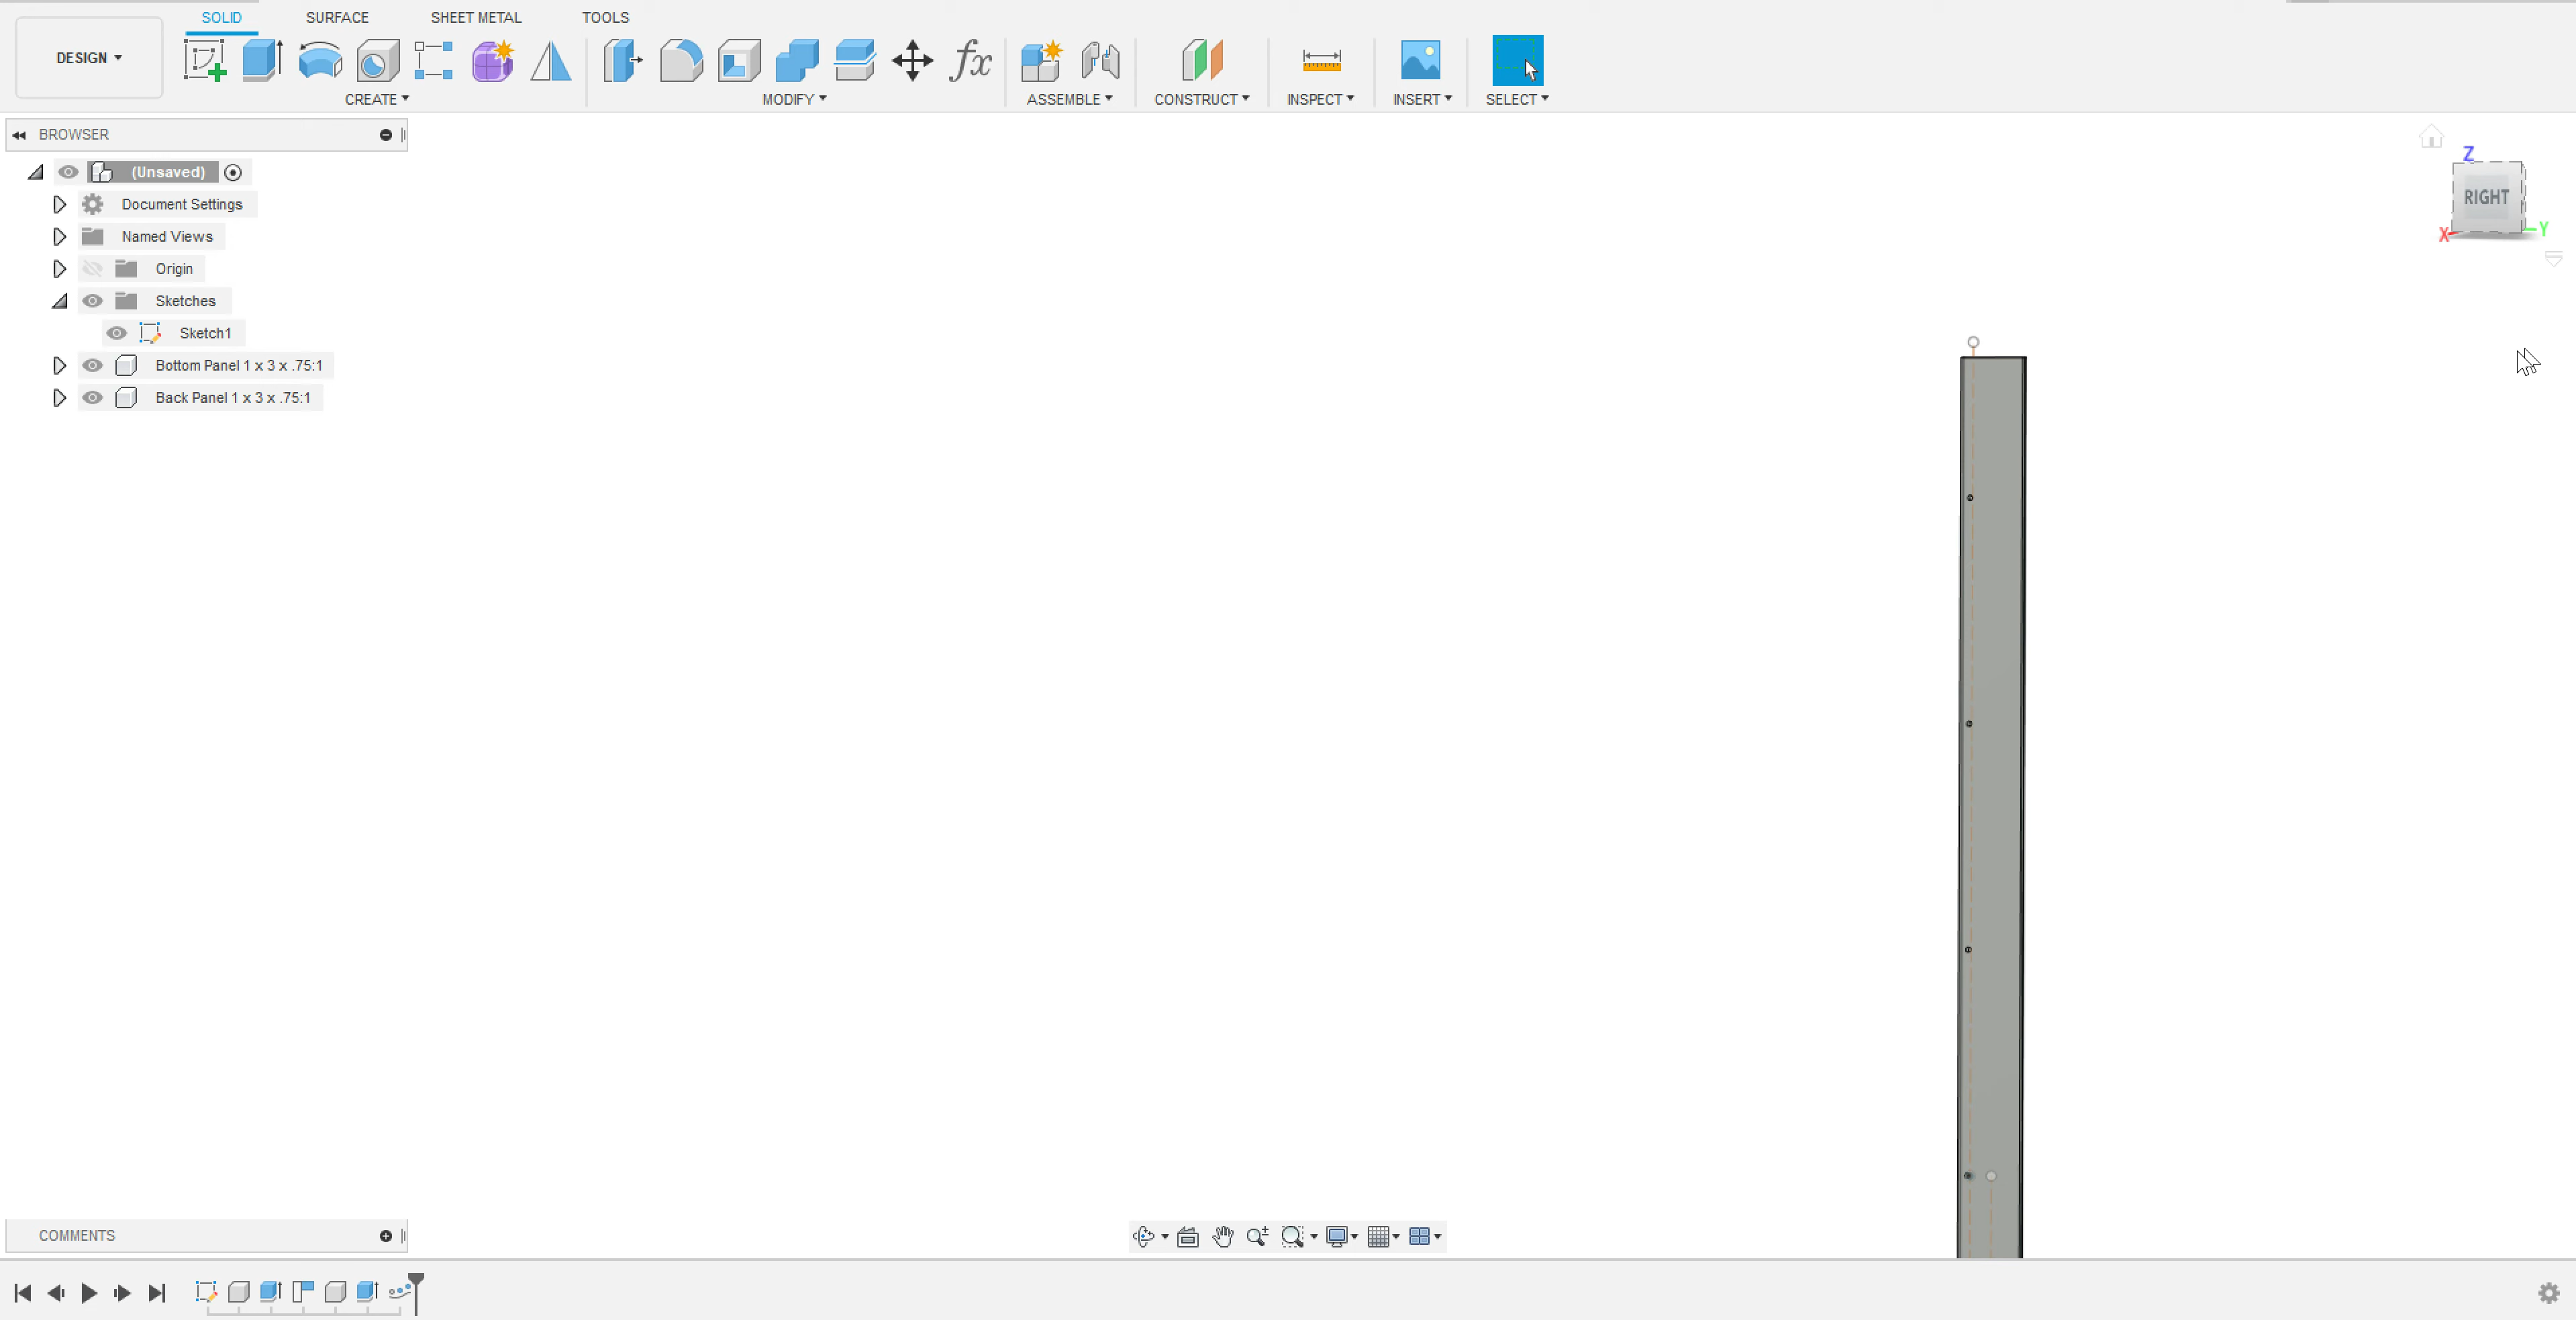 SOLID SURFACE SHEET METAL TOOLS
DESIGN
fx
CREATE MODIFY ASSEMBLE CONSTRUCT INSPECT INSERT SELECT
BROWSER
(Unsaved)
Document Settings
Named Views
Origin
Sketches
Sketch1
Bottom Panel 1 x 3 x .75:1
Back Panel 1 x 3 x .75:1
Z
RIGHT
X
Y
COMMENTS